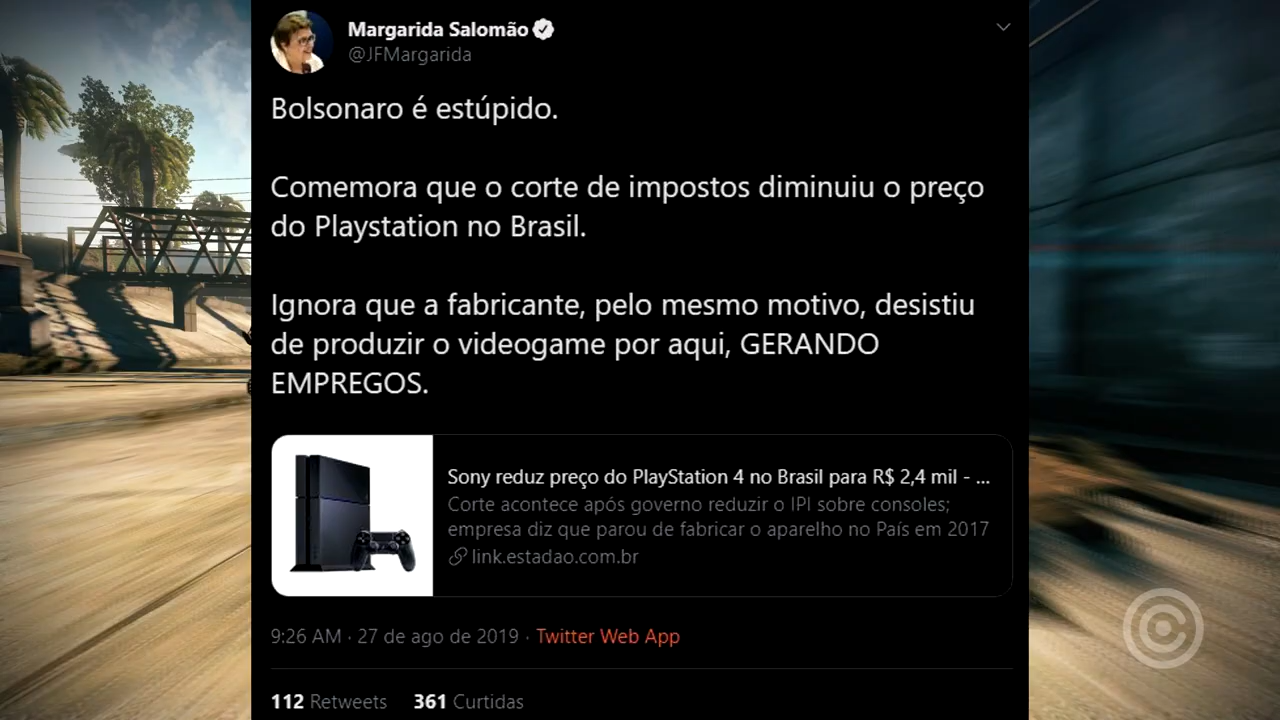 Margarida Salomão
@JFMargarida
Bolsonaro é estúpido.
Comemora que o corte de impostos diminuiu o preço
do Playstation no Brasil.
Ignora que a fabricante, pelo mesmo motivo, desistiu
de produzir o videogame por aqui, GERANDO
EMPREGOS.
Sony reduz preço do PlayStation 4 no Brasil para R$ 2,4 mil - ...
Corte acontece após governo reduzir o IPI sobre consoles;
empresa diz que parou de fabricar o aparelho no País em 2017
link.estadao.com.br
9:26 AM · 27 de ago de 2019 · Twitter Web App
112 Retweets 361 Curtidas